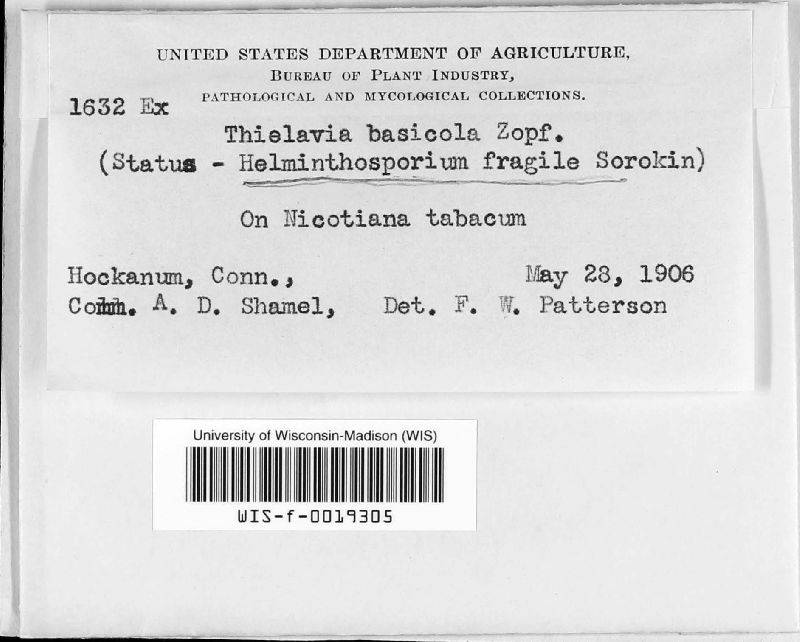 UNITED STATES DEPARTMENT OF AGRICULTURE,
BUREAU OF PLANT INDUSTRY,
PATHOLOGICAL AND MYCOLOGICAL COLLECTIONS.
1632 Ex
Thielavia basicola Zopf.
(Status - Helminthosporium fragile Sorokin)
On Nicotiana tabacum
Hockanum, Conn., May 28, 1906
A. D. Shamel, Det. F. W. Patterson
University of Wisconsin-Madison (WIS)
WIS-f-0019305